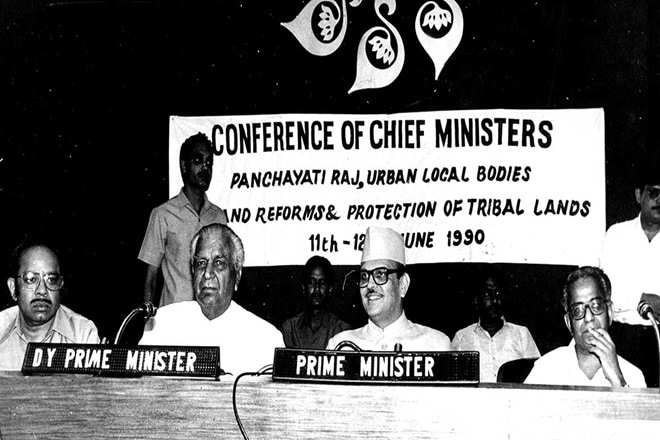 CONFERENCE OF CHIEF MINISTERS
PANCHAYATI RAJ, URBAN LOCAL BODIES
AND REFORMS & PROTECTION OF TRIBAL LANDS
11th - 12 JUNE 1990
DY PRIME MINISTER
PRIME MINISTER